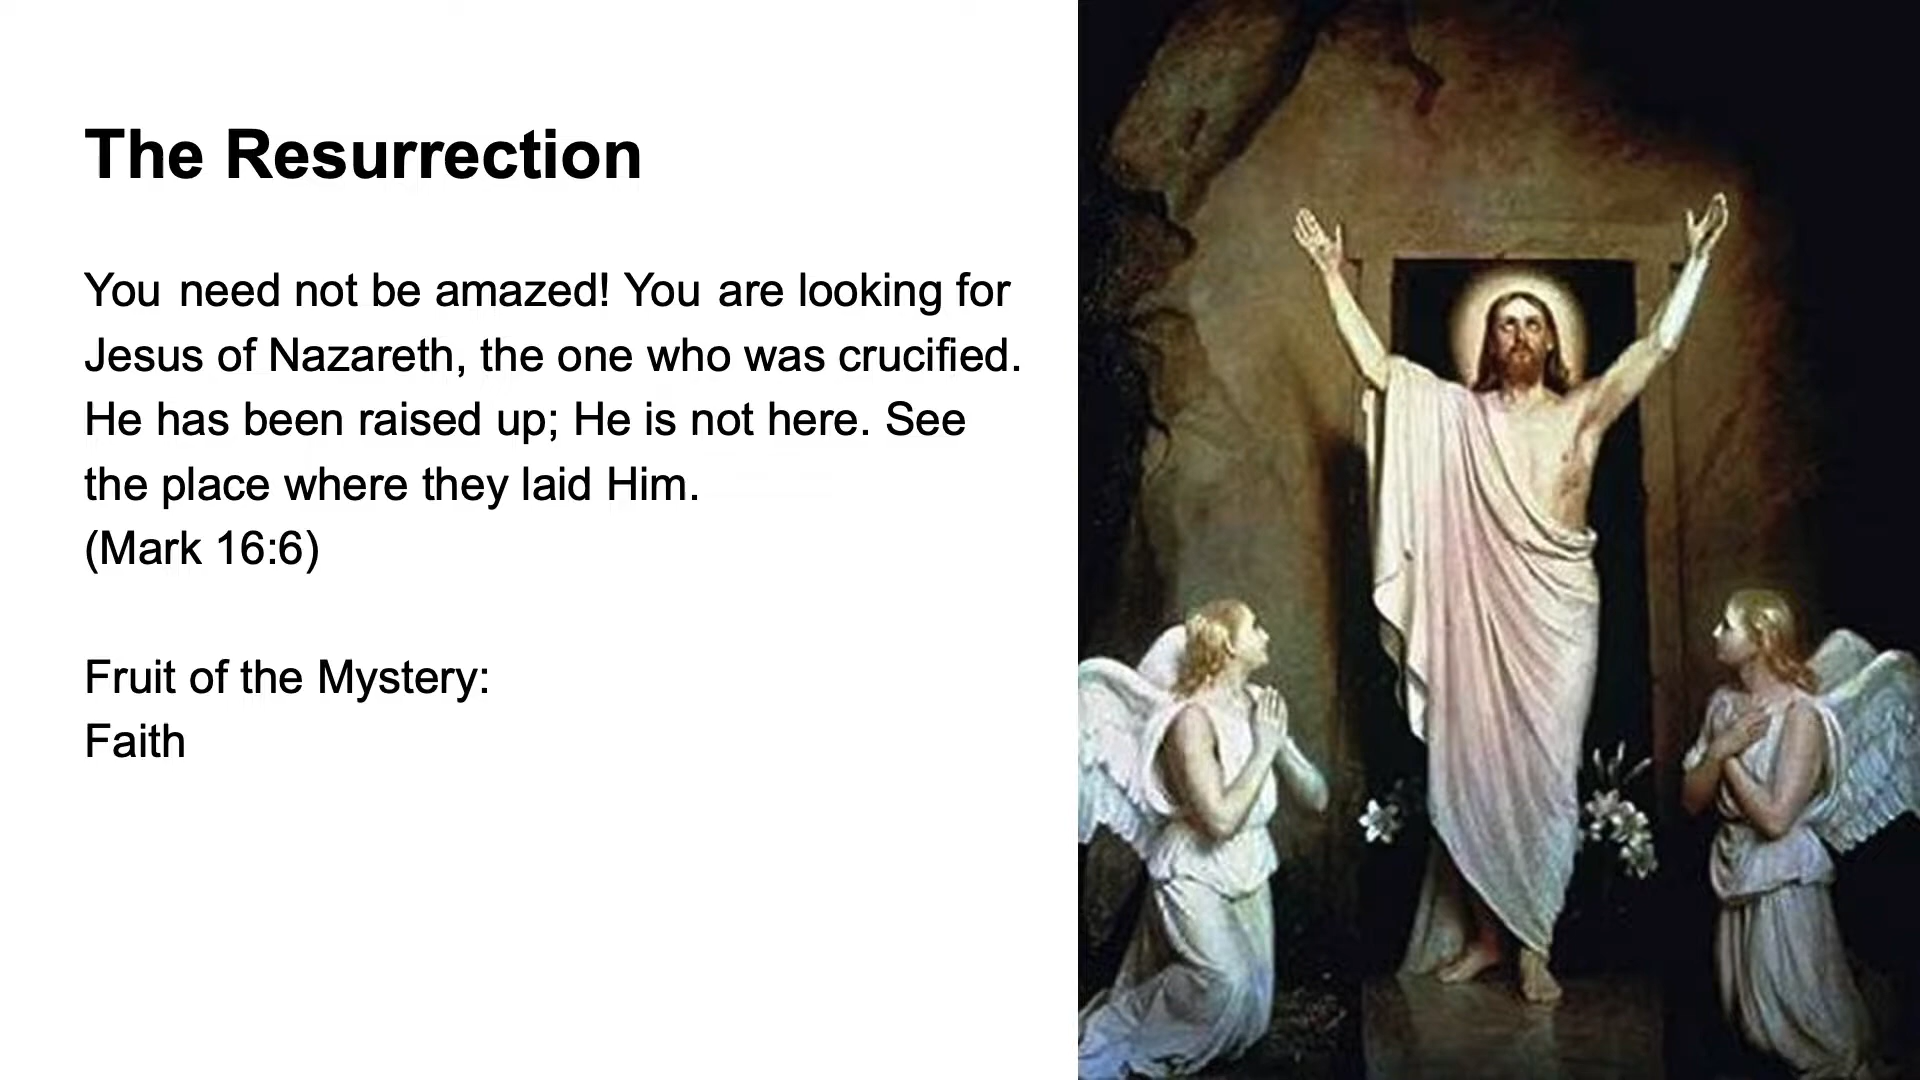 The Resurrection
You need not be amazed! You are looking for
Jesus of Nazareth, the one who was crucified.
He has been raised up; He is not here. See
the place where they laid Him.
(Mark 16:6)
Fruit of the Mystery:
Faith